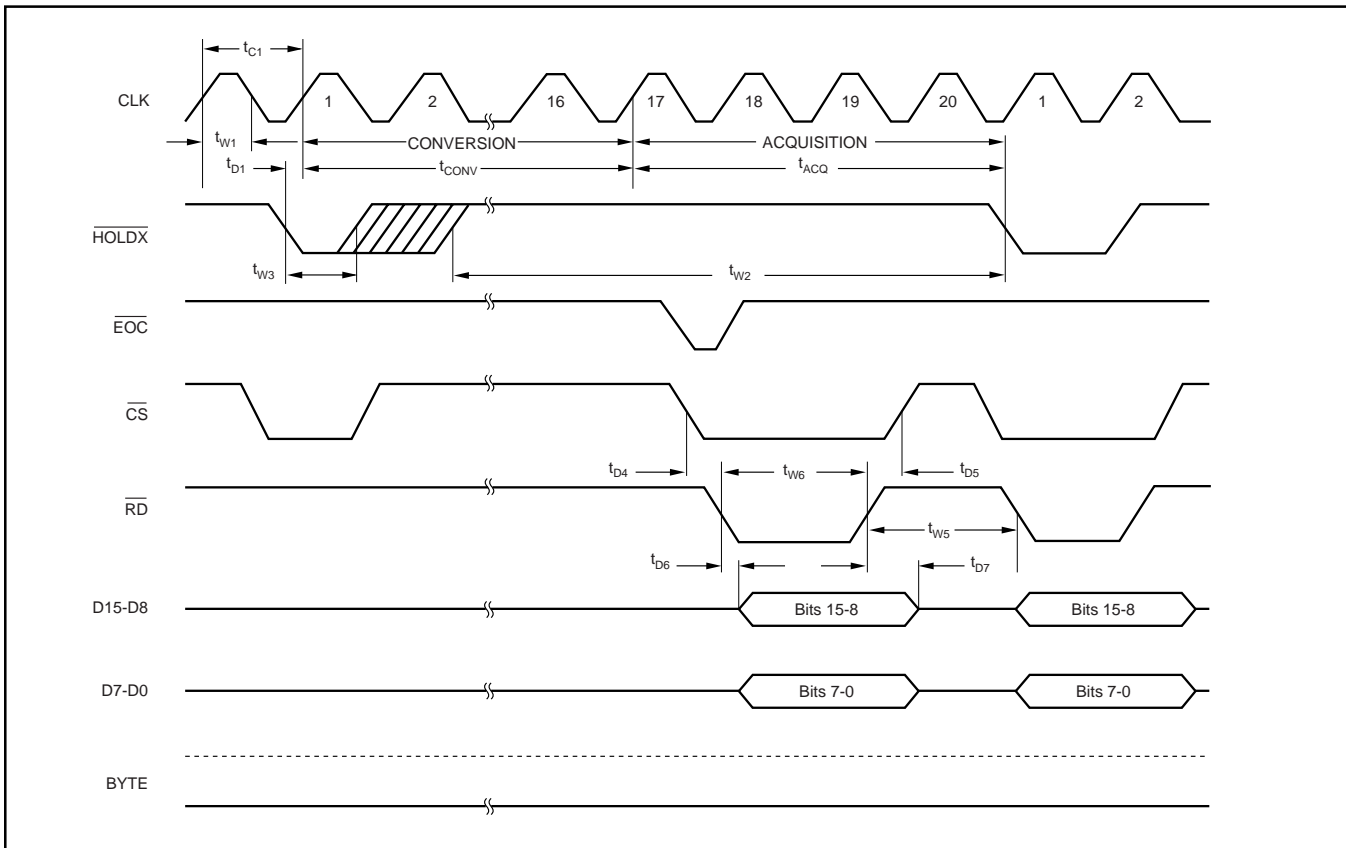 tC1
CLK
1
2
16
17
18
19
20
1
2
tW1
CONVERSION
ACQUISITION
tD1
tCONV
tACQ
HOLDX
tW3
tW2
EOC
CS
tD4
tW6
tD5
RD
tW5
tD6
tD7
D15-D8
Bits 15-8
Bits 15-8
D7-D0
Bits 7-0
Bits 7-0
BYTE